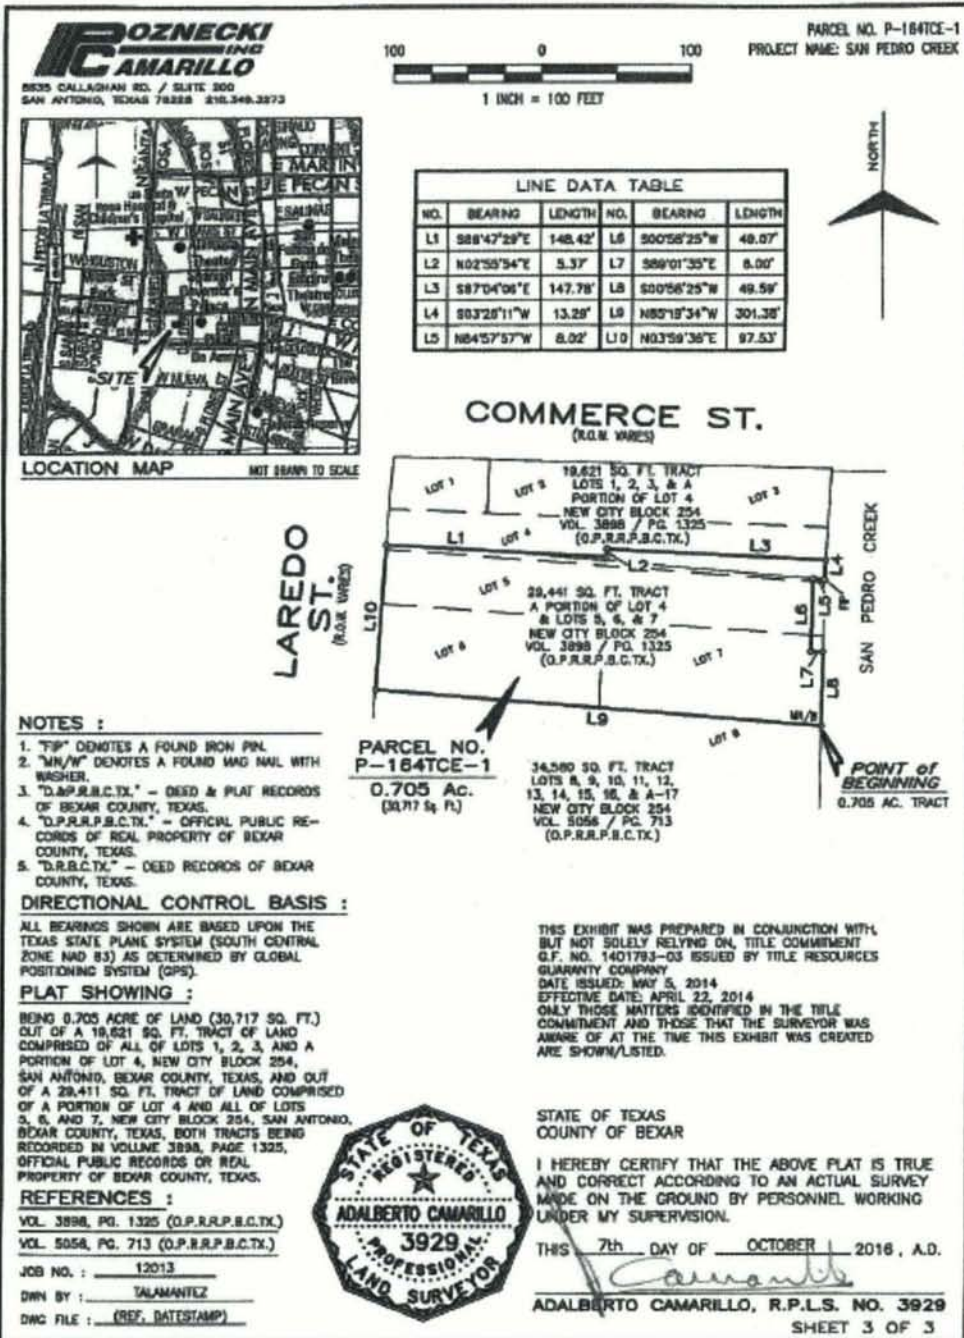 POZNECKI
INC
CAMARILLO
5835 CALLAGHAN RD. / SUITE 200
SAN ANTONIO, TEXAS 78228 210.349.3273
PARCEL NO. P-164TCE-1
PROJECT NAME: SAN PEDRO CREEK
100 0 100
1 INCH = 100 FEET
NORTH
LINE DATA TABLE
NO. BEARING LENGTH NO. BEARING LENGTH
L1 S88°47'29"E 148.42' L6 S00°58'25"W 49.07'
L2 N02°55'54"E 5.37' L7 S89°01'35"E 8.00'
L3 S87°04'06"E 147.78' L8 S00°58'25"W 49.59'
L4 S03°28'11"W 13.29' L9 N85°19'34"W 301.38'
L5 N84°57'57"W 8.02' L10 N03°59'36"E 97.53'
E MARTIN
W PECAN ST
E PECAN S
E SALINAS
Children's Hospital
W HOUSTON
MAIN AVE
W NUEVA
SITE
LOCATION MAP
NOT DRAWN TO SCALE
COMMERCE ST.
(R.O.W. VARIES)
LAREDO
ST.
(R.O.W. VARIES)
SAN PEDRO CREEK
LOT 1
LOT 2
19,621 SQ. FT. TRACT
LOTS 1, 2, 3, & A
PORTION OF LOT 4
NEW CITY BLOCK 254
VOL. 3898 / PG. 1325
(O.P.R.R.P.B.C.TX.)
LOT 3
LOT 4
L1
L2
L3
L4
L5
FIP
L6
L7
L8
L9
L10
LOT 5
LOT 6
29,441 SQ. FT. TRACT
A PORTION OF LOT 4
& LOTS 5, 6, & 7
NEW CITY BLOCK 254
VOL. 3898 / PG. 1325
(O.P.R.R.P.B.C.TX.)
LOT 7
MN/W
LOT 8
PARCEL NO.
P-164TCE-1
0.705 Ac.
(30,717 Sq. Ft.)
34,580 SQ. FT. TRACT
LOTS 8, 9, 10, 11, 12,
13, 14, 15, 16, & A-17
NEW CITY BLOCK 254
VOL. 5058 / PG. 713
(O.P.R.R.P.B.C.TX.)
POINT of
BEGINNING
0.705 AC. TRACT
NOTES :
1. "FIP" DENOTES A FOUND IRON PIN.
2. "MN/W" DENOTES A FOUND MAG NAIL WITH
WASHER.
3. "D.&P.R.B.C.TX." - DEED & PLAT RECORDS
OF BEXAR COUNTY, TEXAS.
4. "O.P.R.R.P.B.C.TX." - OFFICIAL PUBLIC RE-
CORDS OF REAL PROPERTY OF BEXAR
COUNTY, TEXAS.
5. "D.R.B.C.TX." - DEED RECORDS OF BEXAR
COUNTY, TEXAS.
DIRECTIONAL CONTROL BASIS :
ALL BEARINGS SHOWN ARE BASED UPON THE
TEXAS STATE PLANE SYSTEM (SOUTH CENTRAL
ZONE NAD 83) AS DETERMINED BY GLOBAL
POSITIONING SYSTEM (GPS).
PLAT SHOWING :
BEING 0.705 ACRE OF LAND (30,717 SQ. FT.)
OUT OF A 19,621 SQ. FT. TRACT OF LAND
COMPRISED OF ALL OF LOTS 1, 2, 3, AND A
PORTION OF LOT 4, NEW CITY BLOCK 254,
SAN ANTONIO, BEXAR COUNTY, TEXAS, AND OUT
OF A 29,411 SQ. FT. TRACT OF LAND COMPRISED
OF A PORTION OF LOT 4 AND ALL OF LOTS
5, 6, AND 7, NEW CITY BLOCK 254, SAN ANTONIO,
BEXAR COUNTY, TEXAS, BOTH TRACTS BEING
RECORDED IN VOLUME 3898, PAGE 1325,
OFFICIAL PUBLIC RECORDS OR REAL
PROPERTY OF BEXAR COUNTY, TEXAS.
REFERENCES :
VOL. 3898, PG. 1325 (O.P.R.R.P.B.C.TX.)
VOL. 5058, PG. 713 (O.P.R.R.P.B.C.TX.)
JOB NO. : 12013
DWN BY : TALAMANTEZ
DWG FILE : (REF. DATESTAMP)
STATE OF TEXAS
REGISTERED
ADALBERTO CAMARILLO
3929
PROFESSIONAL
LAND SURVEYOR
THIS EXHIBIT WAS PREPARED IN CONJUNCTION WITH,
BUT NOT SOLELY RELYING ON, TITLE COMMITMENT
G.F. NO. 1401793-03 ISSUED BY TITLE RESOURCES
GUARANTY COMPANY
DATE ISSUED: MAY 5, 2014
EFFECTIVE DATE: APRIL 22, 2014
ONLY THOSE MATTERS IDENTIFIED IN THE TITLE
COMMITMENT AND THOSE THAT THE SURVEYOR WAS
AWARE OF AT THE TIME THIS EXHIBIT WAS CREATED
ARE SHOWN/LISTED.
STATE OF TEXAS
COUNTY OF BEXAR
I HEREBY CERTIFY THAT THE ABOVE PLAT IS TRUE
AND CORRECT ACCORDING TO AN ACTUAL SURVEY
MADE ON THE GROUND BY PERSONNEL WORKING
UNDER MY SUPERVISION.
THIS 7th DAY OF OCTOBER 2016, A.D.
ADALBERTO CAMARILLO, R.P.L.S. NO. 3929
SHEET 3 OF 3